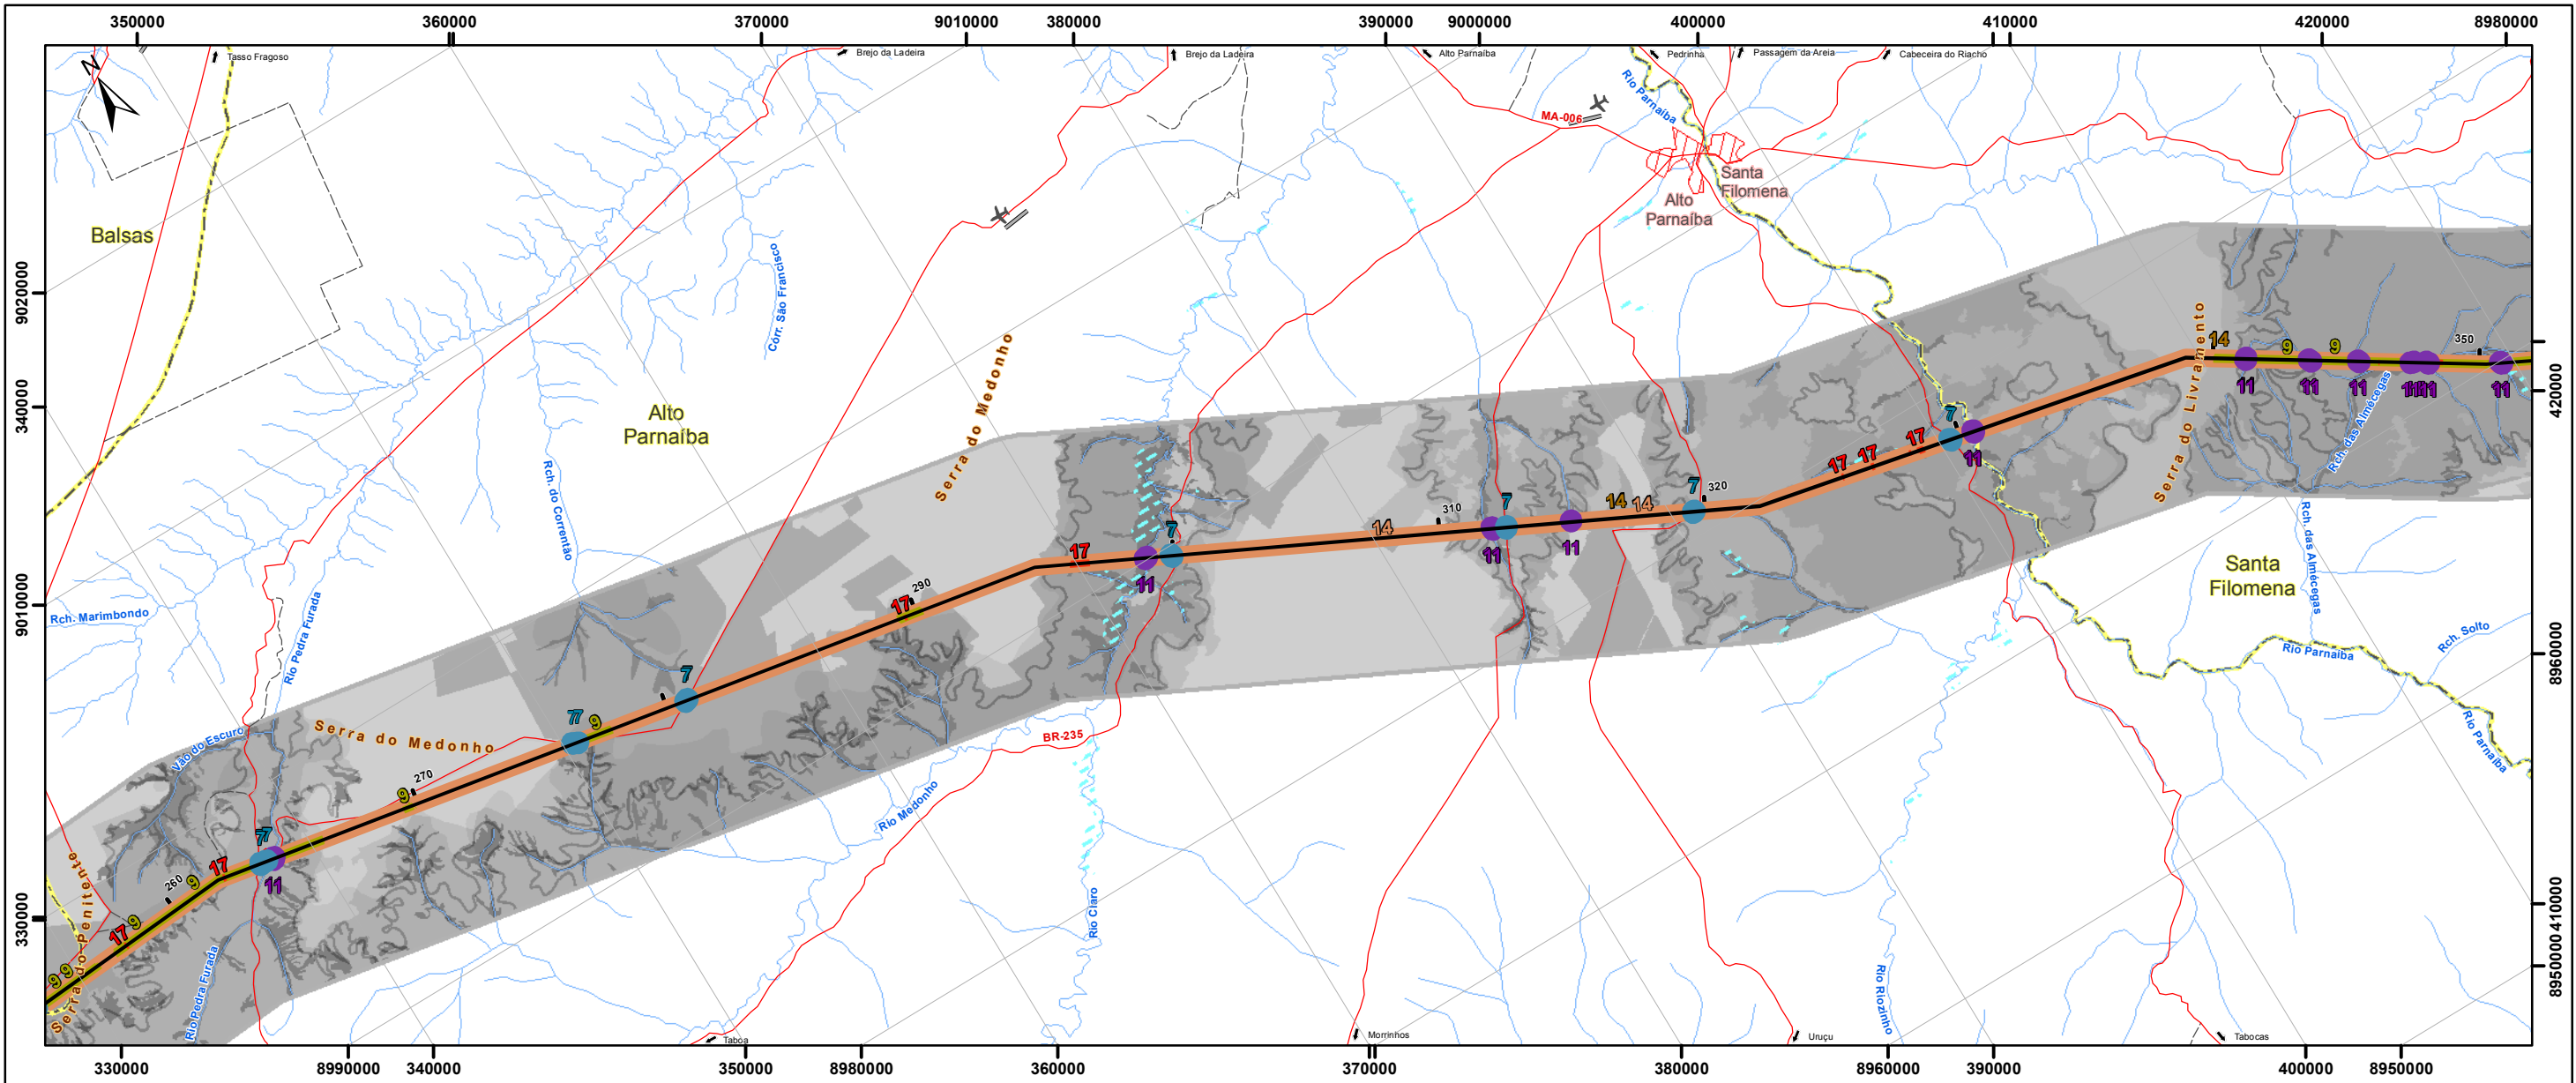 350000
360000
370000
9010000
380000
390000
9000000
400000
410000
420000
8980000
N
Tasso Fragoso
Brejo da Ladeira
Brejo da Ladeira
Alto Parnaíba
Pedrinha
Passagem da Areia
Cabeceira do Riacho
Rio Parnaíba
MA-006
Santa
Filomena
Alto
Parnaíba
Balsas
Córr. São Francisco
9020000
340000
9010000
330000
Serra do Medonho
Alto
Parnaíba
Rch. do Correntão
Serra do Livramento
14
9
9
350
11
11
11
11
11
11
Rch. das Almécegas
420000
7
11
17
17
17
7
320
14
14
7
310
14
11
11
7
17
11
290
17
Rch. Marimbondo
Rio Pedra Furada
Santa
Filomena
Rch. das Almécegas
Rch. Solto
Rio Parnaíba
Rio Parnaíba
8960000
7
77
9
Serra do Medonho
Vão do Escuro
BR-235
270
9
Rio Medonho
77
11
17
260
9
9
17
9
9
Serra do Penitente
Rio Pedra Furada
Rio Claro
Rio Riozinho
410000
8950000
Taboa
Morrinhos
Uruçu
Tabocas
330000
8990000
340000
350000
8980000
360000
370000
380000
8960000
390000
400000
8950000